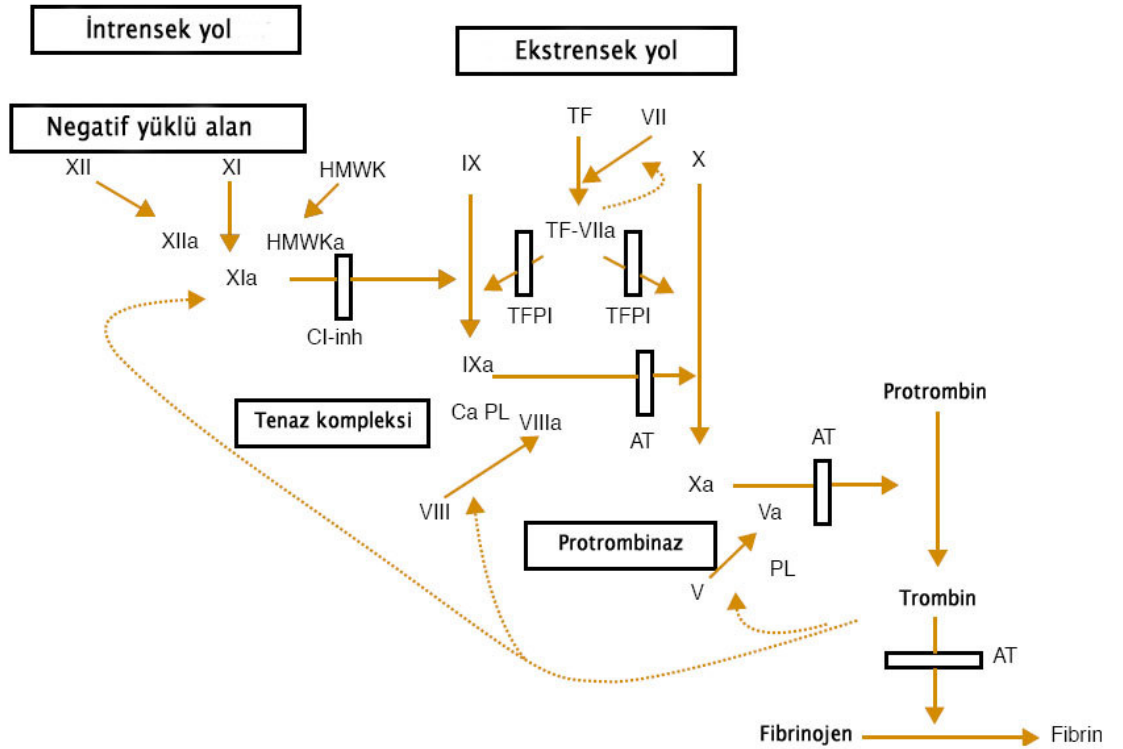 İntrensek yol
Ekstrensek yol
Negatif yüklü alan
TF
VII
XII
XI
HMWK
IX
X
XIIa
HMWKa
TF-VIIa
XIa
TFPI
TFPI
CI-inh
IXa
Protrombin
Tenaz kompleksi
Ca PL
VIIIa
AT
AT
Xa
VIII
Va
Protrombinaz
PL
V
Trombin
AT
Fibrinojen
Fibrin